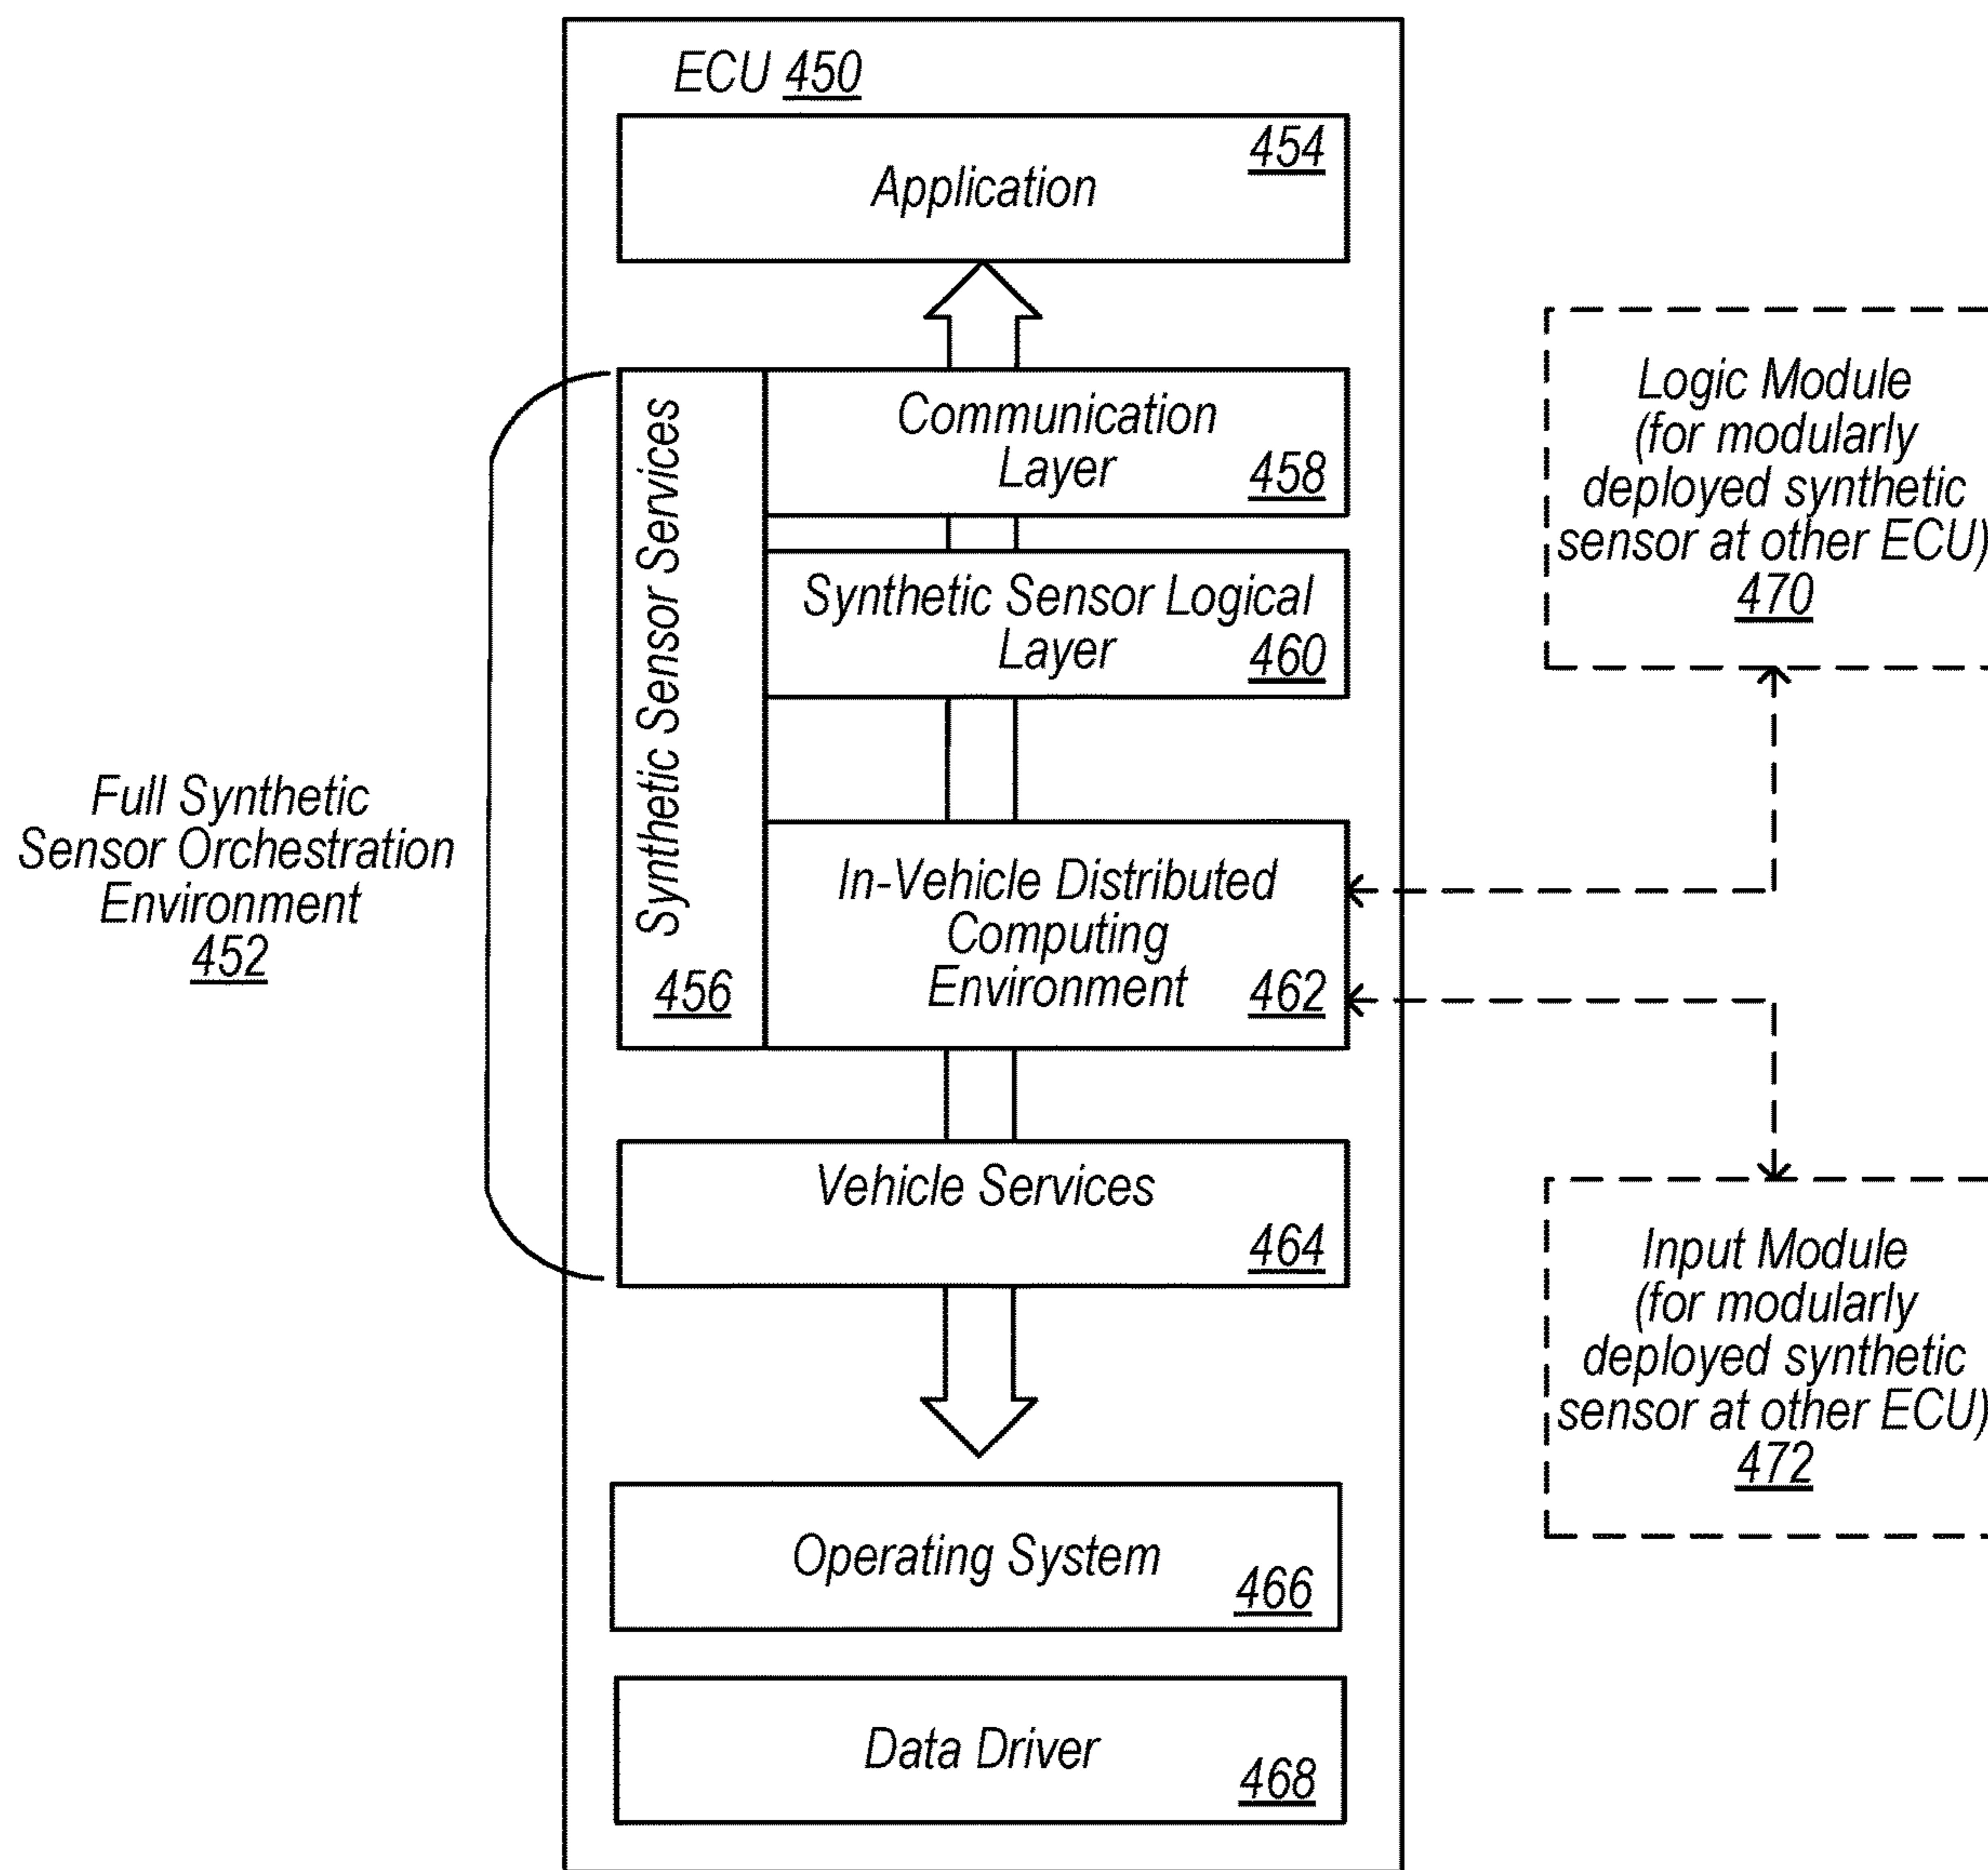 ECU 450
454
Application
Synthetic Sensor Services
456
Communication
Layer 458
Synthetic Sensor Logical
Layer 460
In-Vehicle Distributed
Computing
Environment 462
Vehicle Services
464
Operating System
466
Data Driver
468
Full Synthetic
Sensor Orchestration
Environment
452
Logic Module
(for modularly
deployed synthetic
sensor at other ECU)
470
Input Module
(for modularly
deployed synthetic
sensor at other ECU)
472